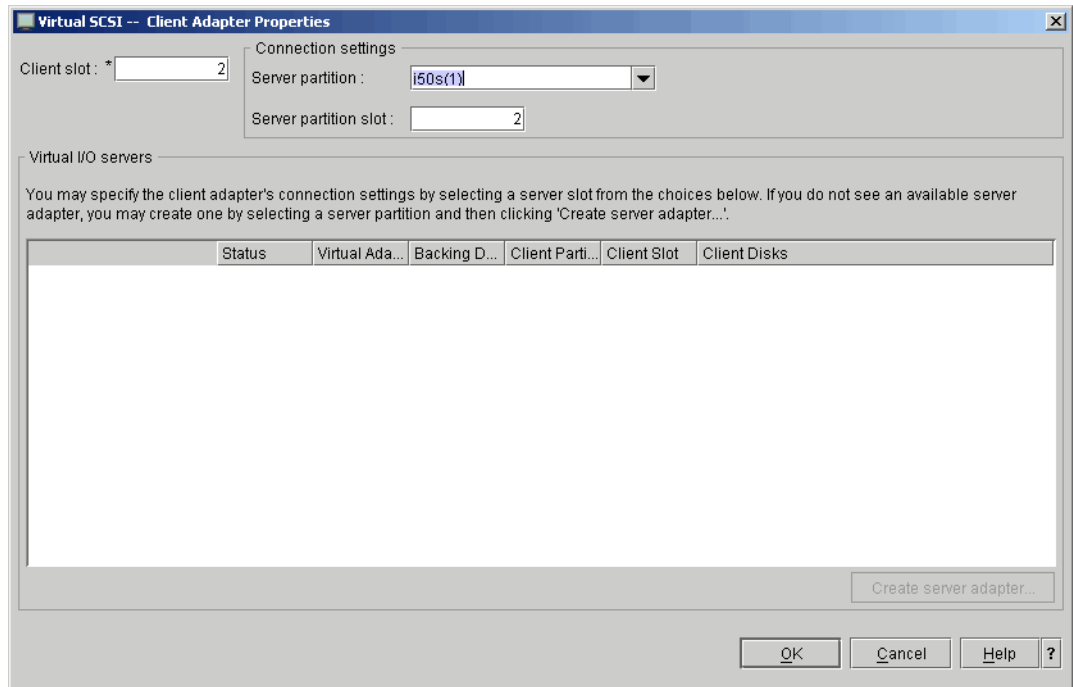 Virtual SCSI -- Client Adapter Properties
Client slot : * 2
Connection settings
Server partition : i50s(1)
Server partition slot : 2
Virtual I/O servers
You may specify the client adapter's connection settings by selecting a server slot from the choices below. If you do not see an available server
adapter, you may create one by selecting a server partition and then clicking 'Create server adapter...'.
Status Virtual Ada... Backing D... Client Parti... Client Slot Client Disks
Create server adapter...
OK Cancel Help ?